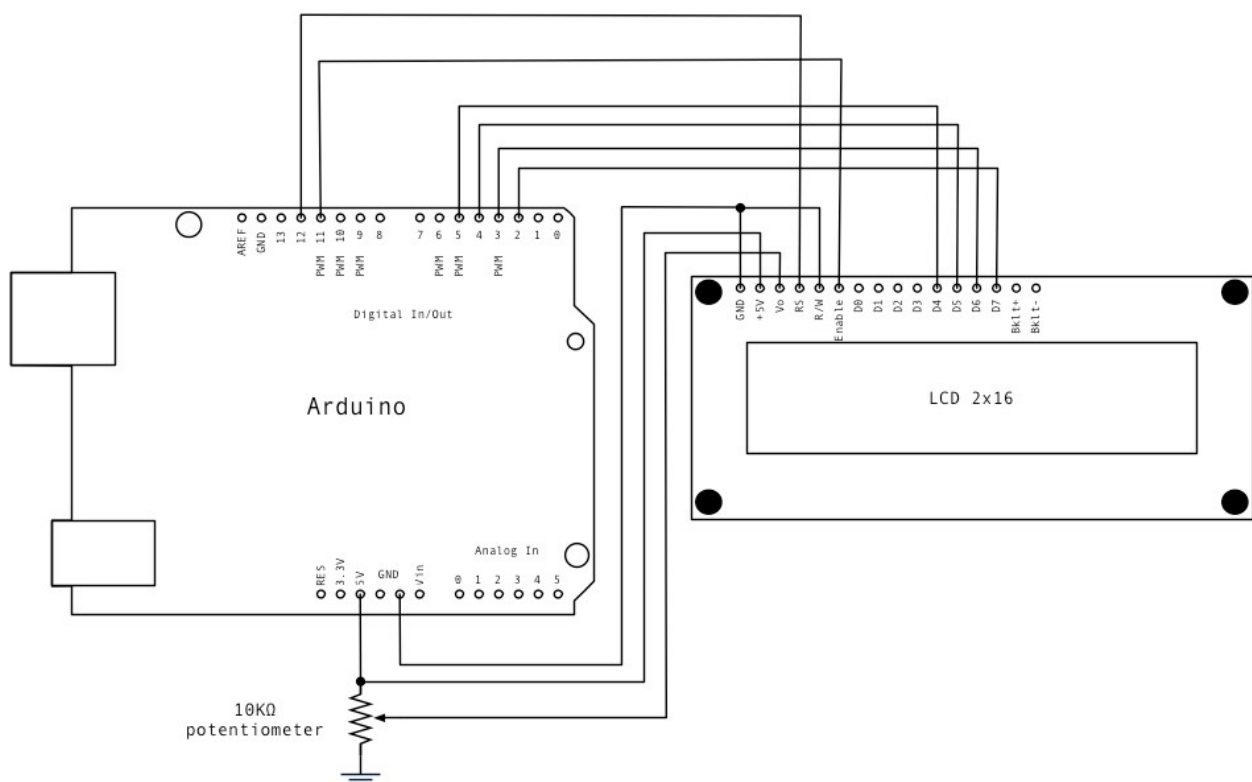 AREF
GND
13
12
11
10
9
8
7
6
5
4
3
2
1
0
PWM
PWM
PWM
PWM
PWM
PWM
Digital In/Out
Arduino
GND
+5V
Vo
RS
R/W
Enable
D0
D1
D2
D3
D4
D5
D6
D7
Bklt+
Bklt-
LCD 2x16
Analog In
RES
3.3V
5V
GND
Vin
0
1
2
3
4
5
10KΩ
potentiometer